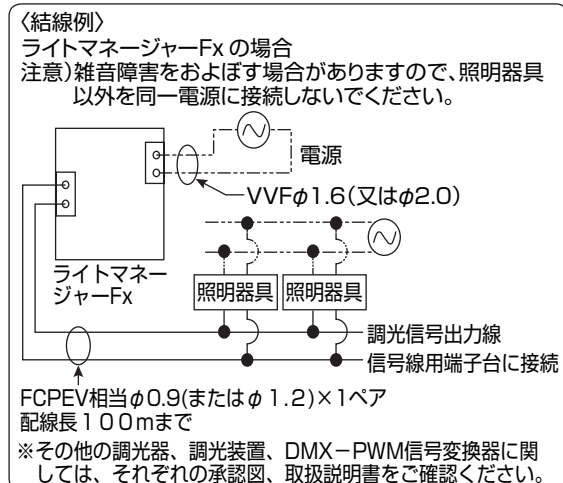 〈結線例〉
ライトマネージャーFx の場合
注意)雑音障害をおよぼす場合がありますので、照明器具
以外を同一電源に接続しないでください。
電源
VVFφ1.6(又はφ2.0)
ライトマネー
ジャーFx
照明器具
照明器具
調光信号出力線
信号線用端子台に接続
FCPEV相当φ0.9(またはφ1.2)×1ペア
配線長100mまで
※その他の調光器、調光装置、DMX-PWM信号変換器に関
しては、それぞれの承認図、取扱説明書をご確認ください。